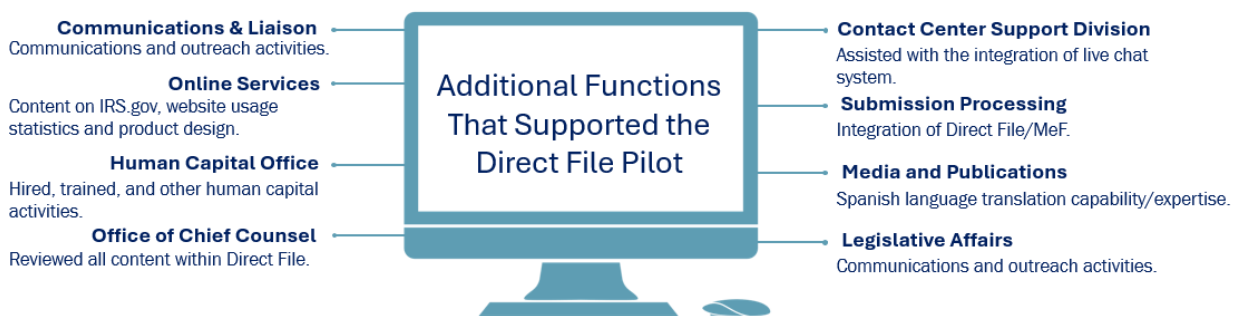 Communications & Liaison
Communications and outreach activities.
Online Services
Content on IRS.gov, website usage
statistics and product design.
Human Capital Office
Hired, trained, and other human capital
activities.
Office of Chief Counsel
Reviewed all content within Direct File.
Additional Functions
That Supported the
Direct File Pilot
Contact Center Support Division
Assisted with the integration of live chat
system.
Submission Processing
Integration of Direct File/MeF.
Media and Publications
Spanish language translation capability/expertise.
Legislative Affairs
Communications and outreach activities.